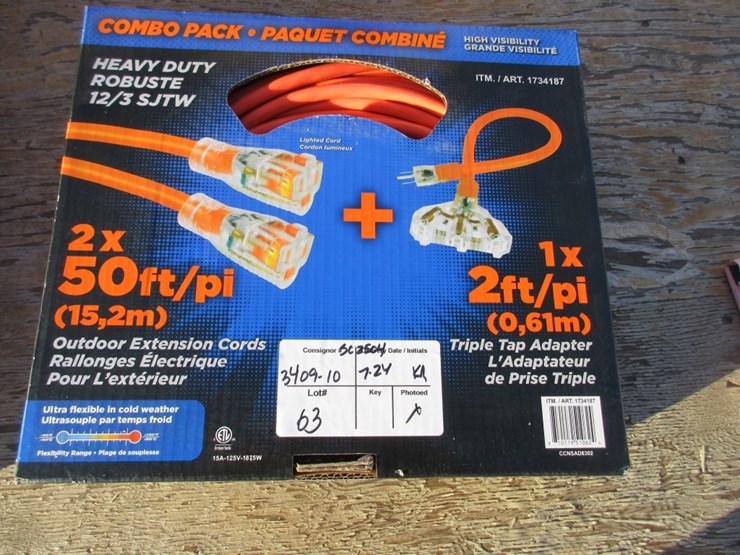 COMBO PACK • PAQUET COMBINÉ
HIGH VISIBILITY
GRANDE VISIBILITÉ
HEAVY DUTY
ROBUSTE
12/3 SJTW
ITM. / ART. 1734187
Lighted Cord
Cordon lumineux
+
2x
50ft/pi
(15,2m)
Outdoor Extension Cords
Rallonges Électrique
Pour L'extérieur
1x
2ft/pi
(0,61m)
Triple Tap Adapter
L'Adaptateur
de Prise Triple
Consignor Date / Initials
3409-10 7-24
Lot# Key Photoed
63 X
Ultra flexible in cold weather
Ultrasouple par temps froid
Flexibility Range • Plage de souplesse
ETL
Intertek
15A-125V-1875W
ITM. / ART. 1734187
CCNSAD8302